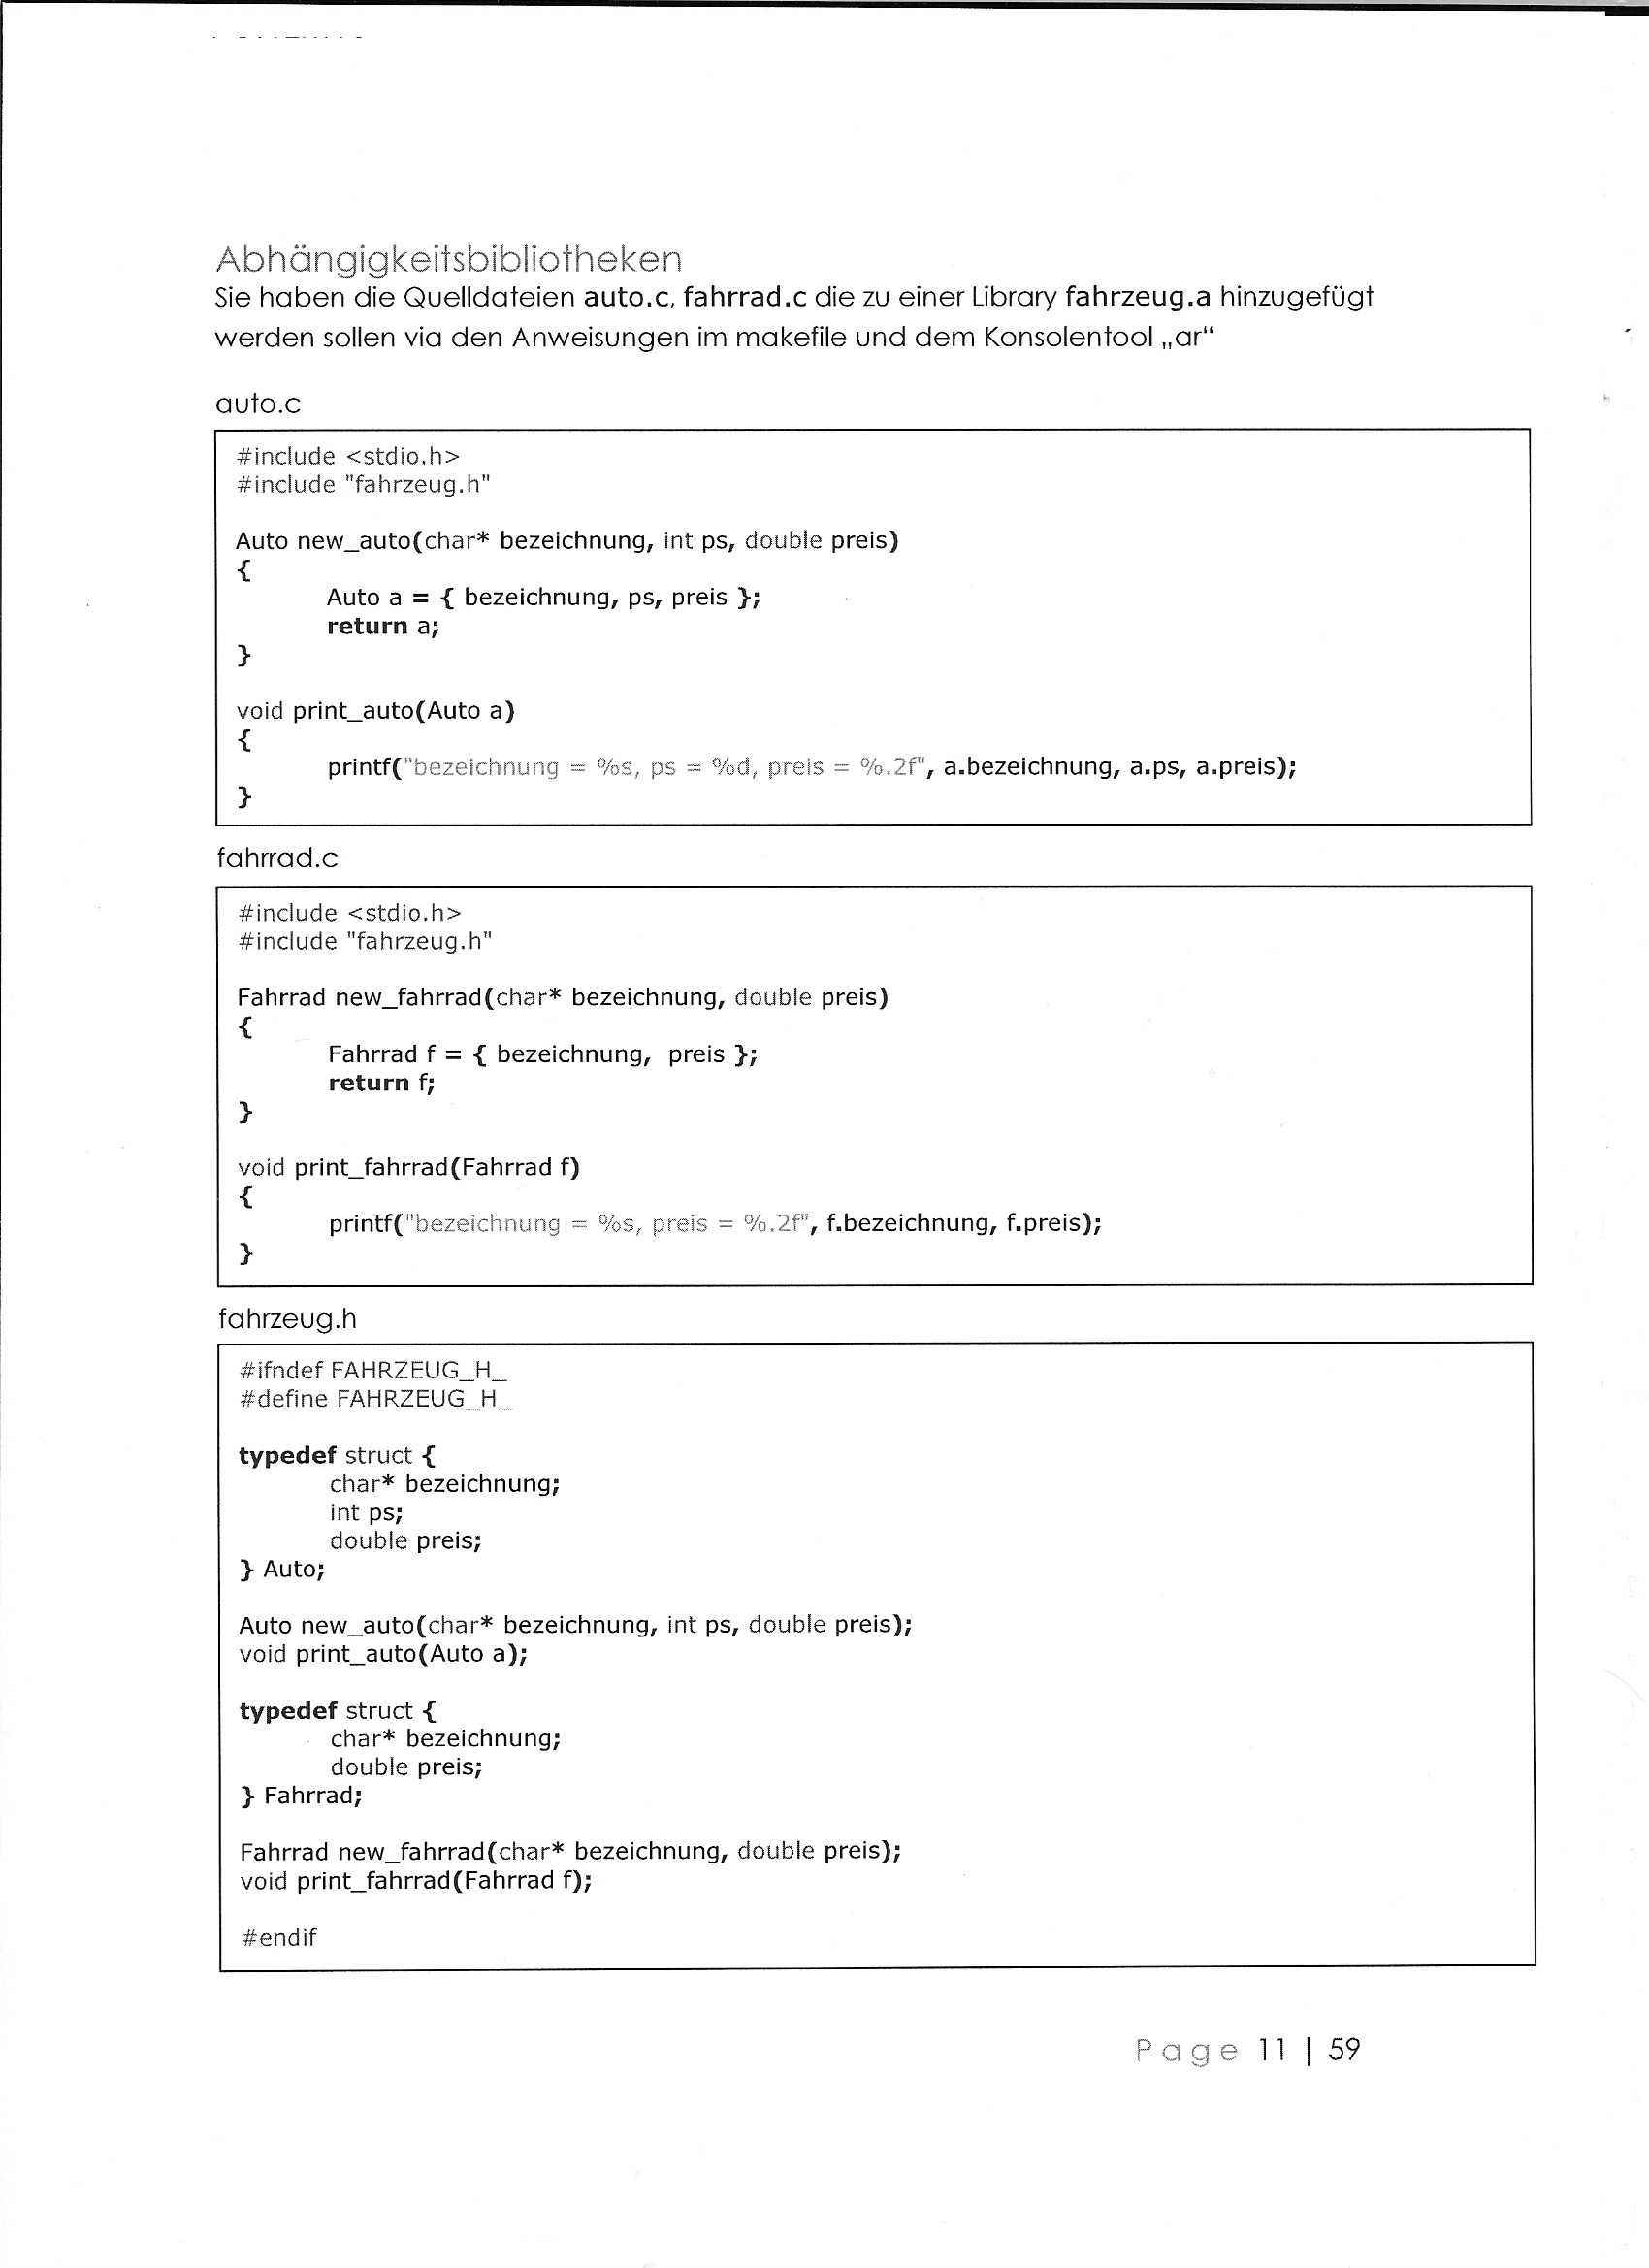 Abhängigkeitsbibliotheken
Sie haben die Quelldateien auto.c, fahrrad.c die zu einer Library fahrzeug.a hinzugefügt
werden sollen via den Anweisungen im makefile und dem Konsolentool „ar“
auto.c
#include <stdio.h>
#include "fahrzeug.h"
Auto new_auto(char* bezeichnung, int ps, double preis)
{
Auto a = { bezeichnung, ps, preis };
return a;
}
void print_auto(Auto a)
{
printf("bezeichnung = %s, ps = %d, preis = %.2f", a.bezeichnung, a.ps, a.preis);
}
fahrrad.c
#include <stdio.h>
#include "fahrzeug.h"
Fahrrad new_fahrrad(char* bezeichnung, double preis)
{
Fahrrad f = { bezeichnung, preis };
return f;
}
void print_fahrrad(Fahrrad f)
{
printf("bezeichnung = %s, preis = %.2f", f.bezeichnung, f.preis);
}
fahrzeug.h
#ifndef FAHRZEUG_H_
#define FAHRZEUG_H_
typedef struct {
char* bezeichnung;
int ps;
double preis;
} Auto;
Auto new_auto(char* bezeichnung, int ps, double preis);
void print_auto(Auto a);
typedef struct {
char* bezeichnung;
double preis;
} Fahrrad;
Fahrrad new_fahrrad(char* bezeichnung, double preis);
void print_fahrrad(Fahrrad f);
#endif
Page 11 | 59